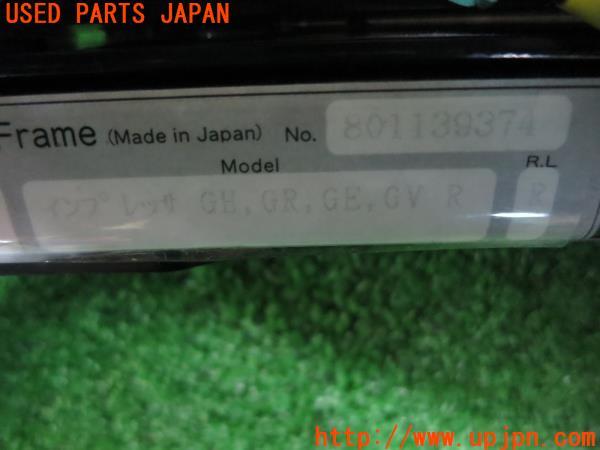 USED PARTS JAPAN
Frame (Made in Japan) No. 801139374
Model R.L
インプレッサ GH,GR,GE,GV R R
http://www.upjpn.com